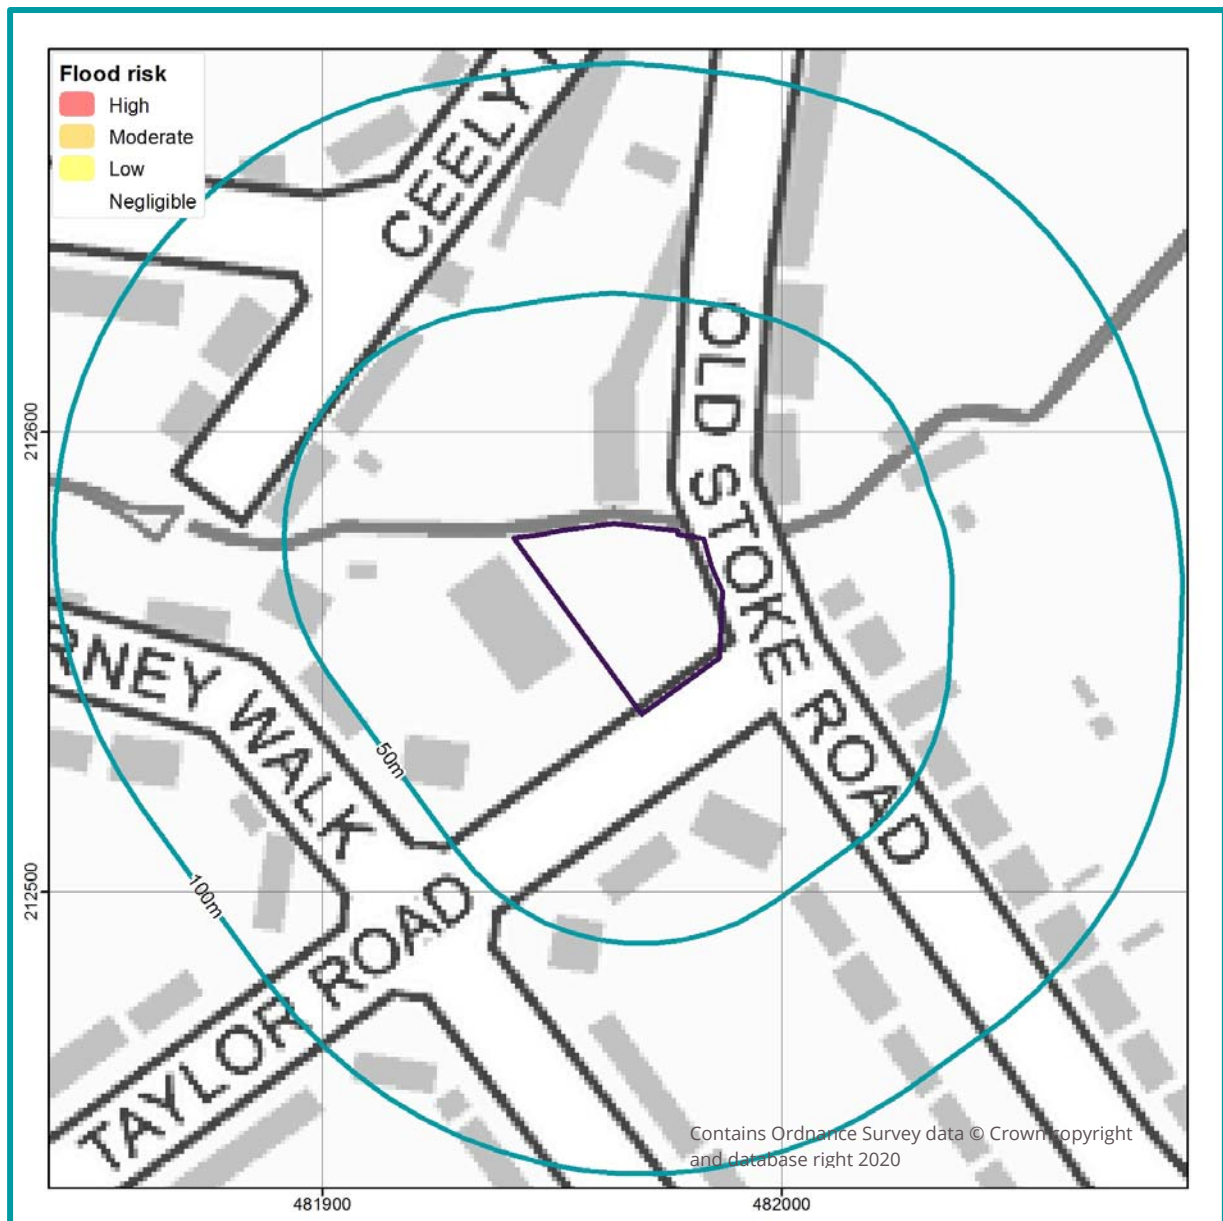 Flood risk
High
Moderate
Low
Negligible
CEELY
OLD STOKE ROAD
212600
RNEY WALK
50m
100m
212500
TAYLOR ROAD
Contains Ordnance Survey data © Crown copyright
and database right 2020
481900
482000